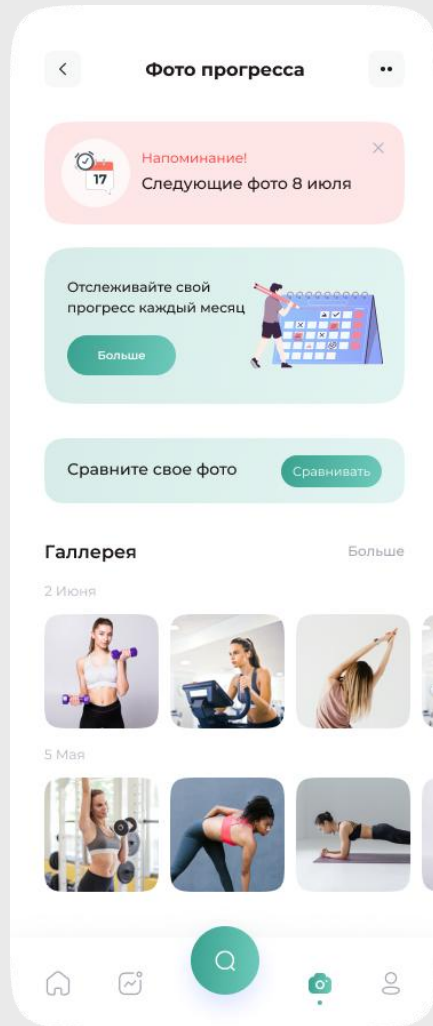 Фото прогресса
Напоминание!
17
Следующие фото 8 июля
Отслеживайте свой
прогресс каждый месяц
Больше
Сравните свое фото
Сравнивать
Галлерея
Больше
2 Июня
5 Мая